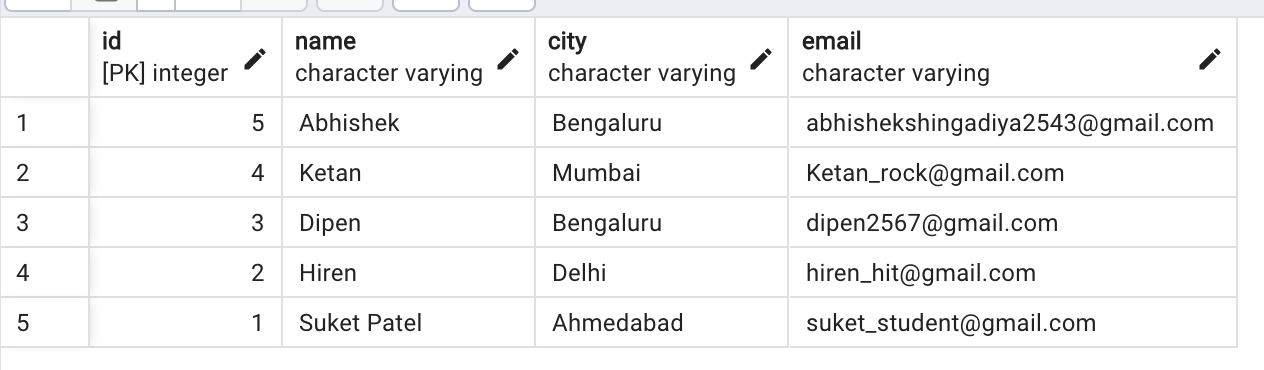 id name city email
[PK] integer character varying character varying character varying
1 5 Abhishek Bengaluru abhishekshingadiya2543@gmail.com
2 4 Ketan Mumbai Ketan_rock@gmail.com
3 3 Dipen Bengaluru dipen2567@gmail.com
4 2 Hiren Delhi hiren_hit@gmail.com
5 1 Suket Patel Ahmedabad suket_student@gmail.com